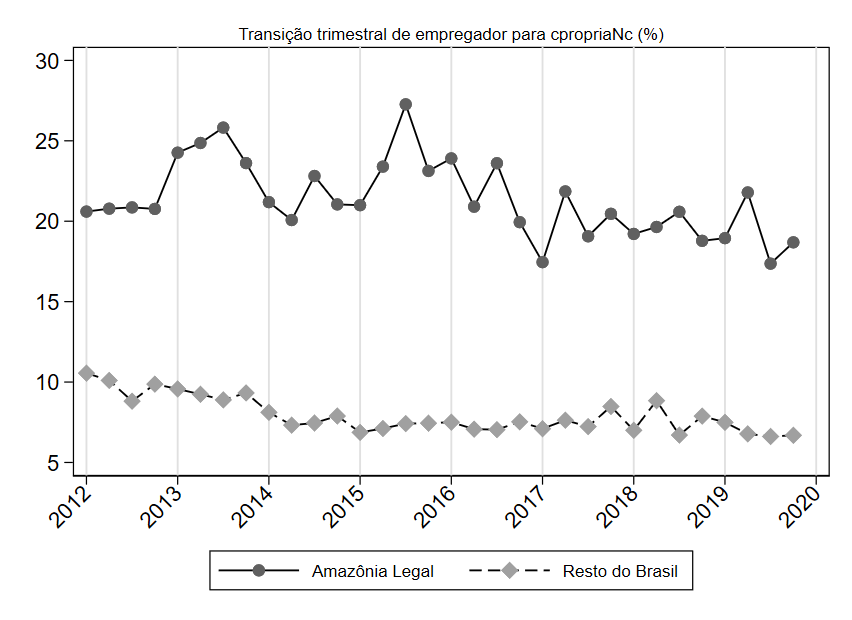 Transição trimestral de empregador para cpropriaNc (%)
30
25
20
15
10
5
2012 2013 2014 2015 2016 2017 2018 2019 2020
Amazônia Legal Resto do Brasil